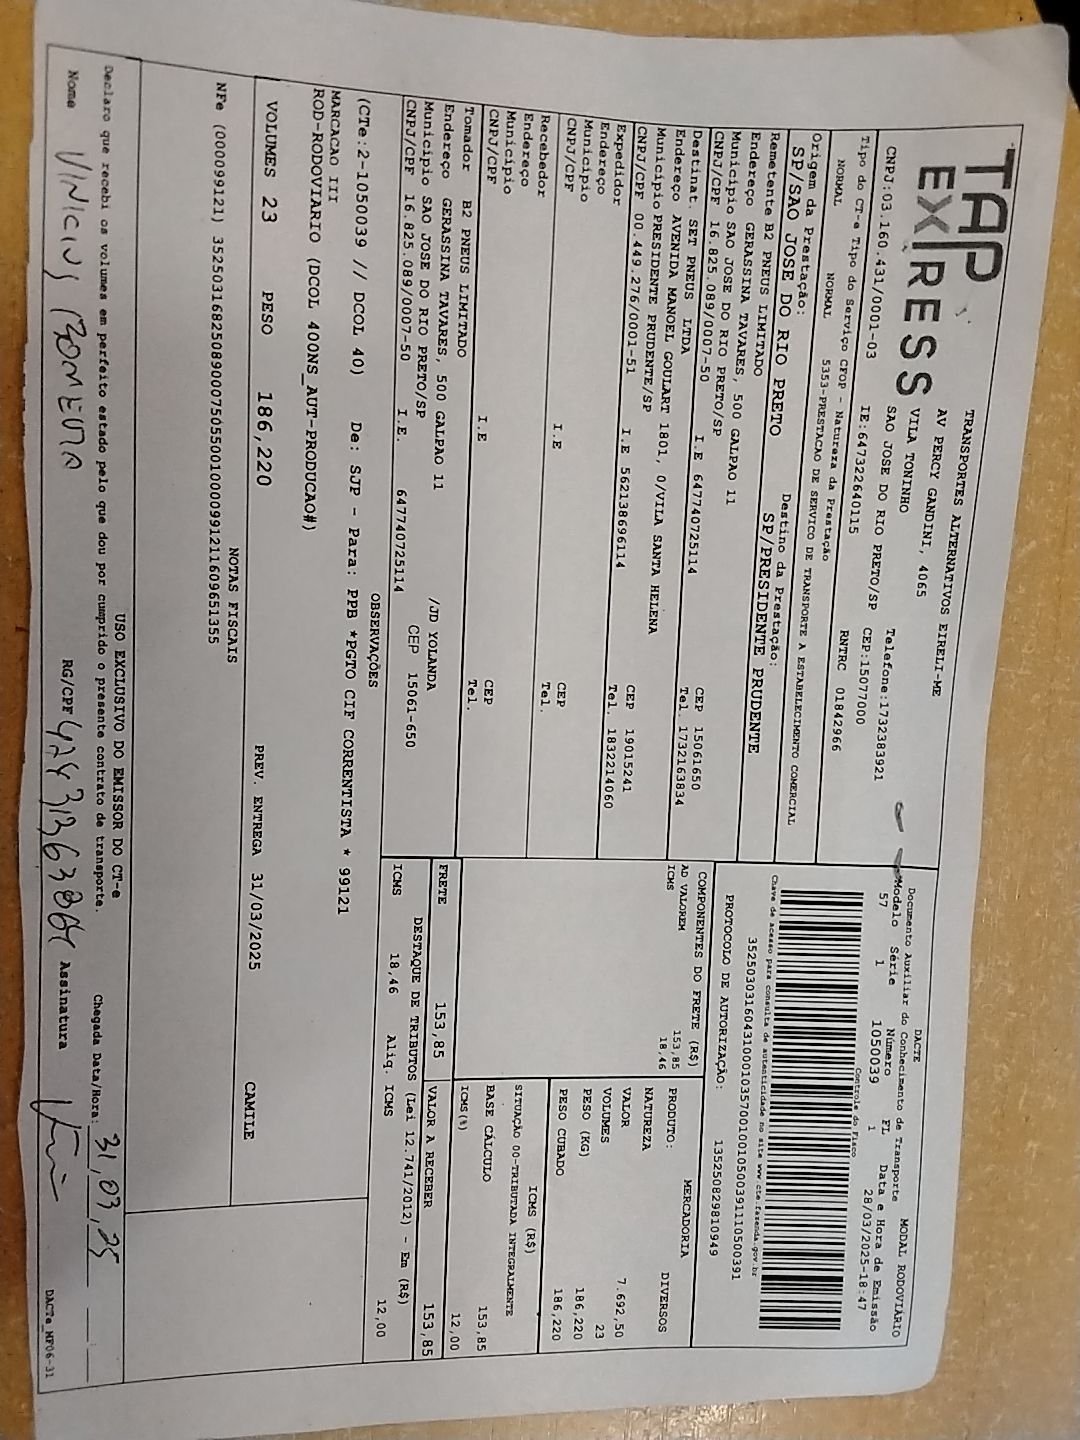 TAP EXPRESS
TRANSPORTES ALTERNATIVOS EIRELI-ME
AV PERCY GANDINI, 4065
VILA TONINHO
SAO JOSE DO RIO PRETO/SP Telefone:1732383921
CNPJ:03.160.431/0001-03 IE:647322640115 CEP:15077000
RNTRC 01842966
DACTE MODAL RODOVIÁRIO
Documento Auxiliar do Conhecimento de Transporte
Modelo Série Número FL Data e Hora de Emissão
57 1 1050039 1 28/03/2025-18:47
Controle do Fisco
Chave de acesso para consulta de autenticidade no site www.cte.fazenda.gov.br
35250303160431000103570010010500391110500391
PROTOCOLO DE AUTORIZAÇÃO: 135250829810949
Tipo do CT-e Tipo do Serviço CFOP - Natureza da Prestação
NORMAL NORMAL 5353-PRESTACAO DE SERVICO DE TRANSPORTE A ESTABELECIMENTO COMERCIAL
Origem da Prestação: Destino da Prestação:
SP/SAO JOSE DO RIO PRETO SP/PRESIDENTE PRUDENTE
Remetente B2 PNEUS LIMITADO
Endereço GERASSINA TAVARES, 500 GALPAO 11
Municipio SAO JOSE DO RIO PRETO/SP CEP 15061650
CNPJ/CPF 16.825.089/0007-50 I.E 647740725114 Tel. 1732163834
Destinat. SET PNEUS LTDA
Endereço AVENIDA MANOEL GOULART 1801, 0/VILA SANTA HELENA
Municipio PRESIDENTE PRUDENTE/SP CEP 19015241
CNPJ/CPF 00.449.276/0001-51 I.E 562138696114 Tel. 1832214060
Expedidor
Endereço
Município CEP
CNPJ/CPF I.E Tel.
Recebedor
Endereço
Município CEP
CNPJ/CPF I.E Tel.
Tomador B2 PNEUS LIMITADO
Endereço GERASSINA TAVARES, 500 GALPAO 11 /JD YOLANDA
Município SAO JOSE DO RIO PRETO/SP CEP 15061-650
CNPJ/CPF 16.825.089/0007-50 I.E. 647740725114
COMPONENTES DO FRETE (R$)
AD VALOREM 153,85
ICMS 18,46
PRODUTO: MERCADORIA
NATUREZA DIVERSOS
VALOR 7.692,50
VOLUMES 23
PESO (KG) 186,220
PESO CUBADO 186,220
ICMS (R$)
SITUAÇÃO 00-TRIBUTADA INTEGRALMENTE
BASE CÁLCULO 153,85
ICMS(%) 12,00
FRETE 153,85 VALOR A RECEBER 153,85
DESTAQUE DE TRIBUTOS (Lei 12.741/2012) - Em (R$)
ICMS 18,46 Aliq. ICMS 12,00
OBSERVAÇÕES
(CTe:2-1050039 // DCOL 40) De: SJP - Para: PPB *PGTO CIF CORRENTISTA * 99121
MARCACAO III
ROD-RODOVIARIO (DCOL 400NS_AUT-PRODUCAO#)
VOLUMES 23 PESO 186,220 PREV. ENTREGA 31/03/2025 CAMILE
NOTAS FISCAIS
NFe (000099121) 35250316825089000750550010000991211609651355
USO EXCLUSIVO DO EMISSOR DO CT-e
Declaro que recebi os volumes em perfeito estado pelo que dou por cumprido o presente contrato de transporte. Chegada Data/Hora: 31,03,25
Nome VINICIUS RG/CPF Assinatura
DACTe_MP06-31